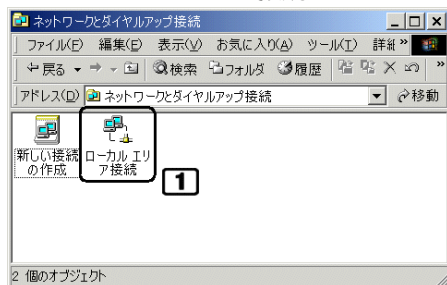 ネットワークとダイヤルアップ接続
ファイル(F) 編集(E) 表示(V) お気に入り(A) ツール(T) 詳細 »
戻る 検索 フォルダ 履歴 »
アドレス(D) ネットワークとダイヤルアップ接続 移動
新しい接続
の作成
ローカル エリ
ア接続
1
2 個のオブジェクト